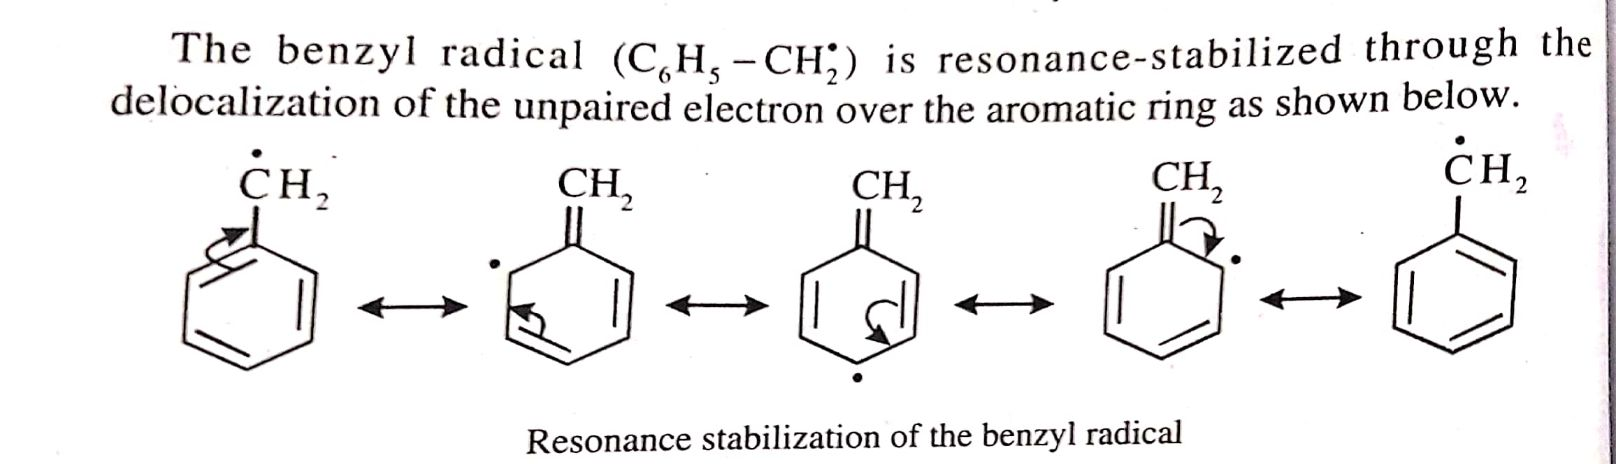 The benzyl radical (C₆H₅ – CH₂•) is resonance-stabilized through the
delocalization of the unpaired electron over the aromatic ring as shown below.
ĊH₂ CH₂ CH₂ CH₂ ĊH₂
Resonance stabilization of the benzyl radical